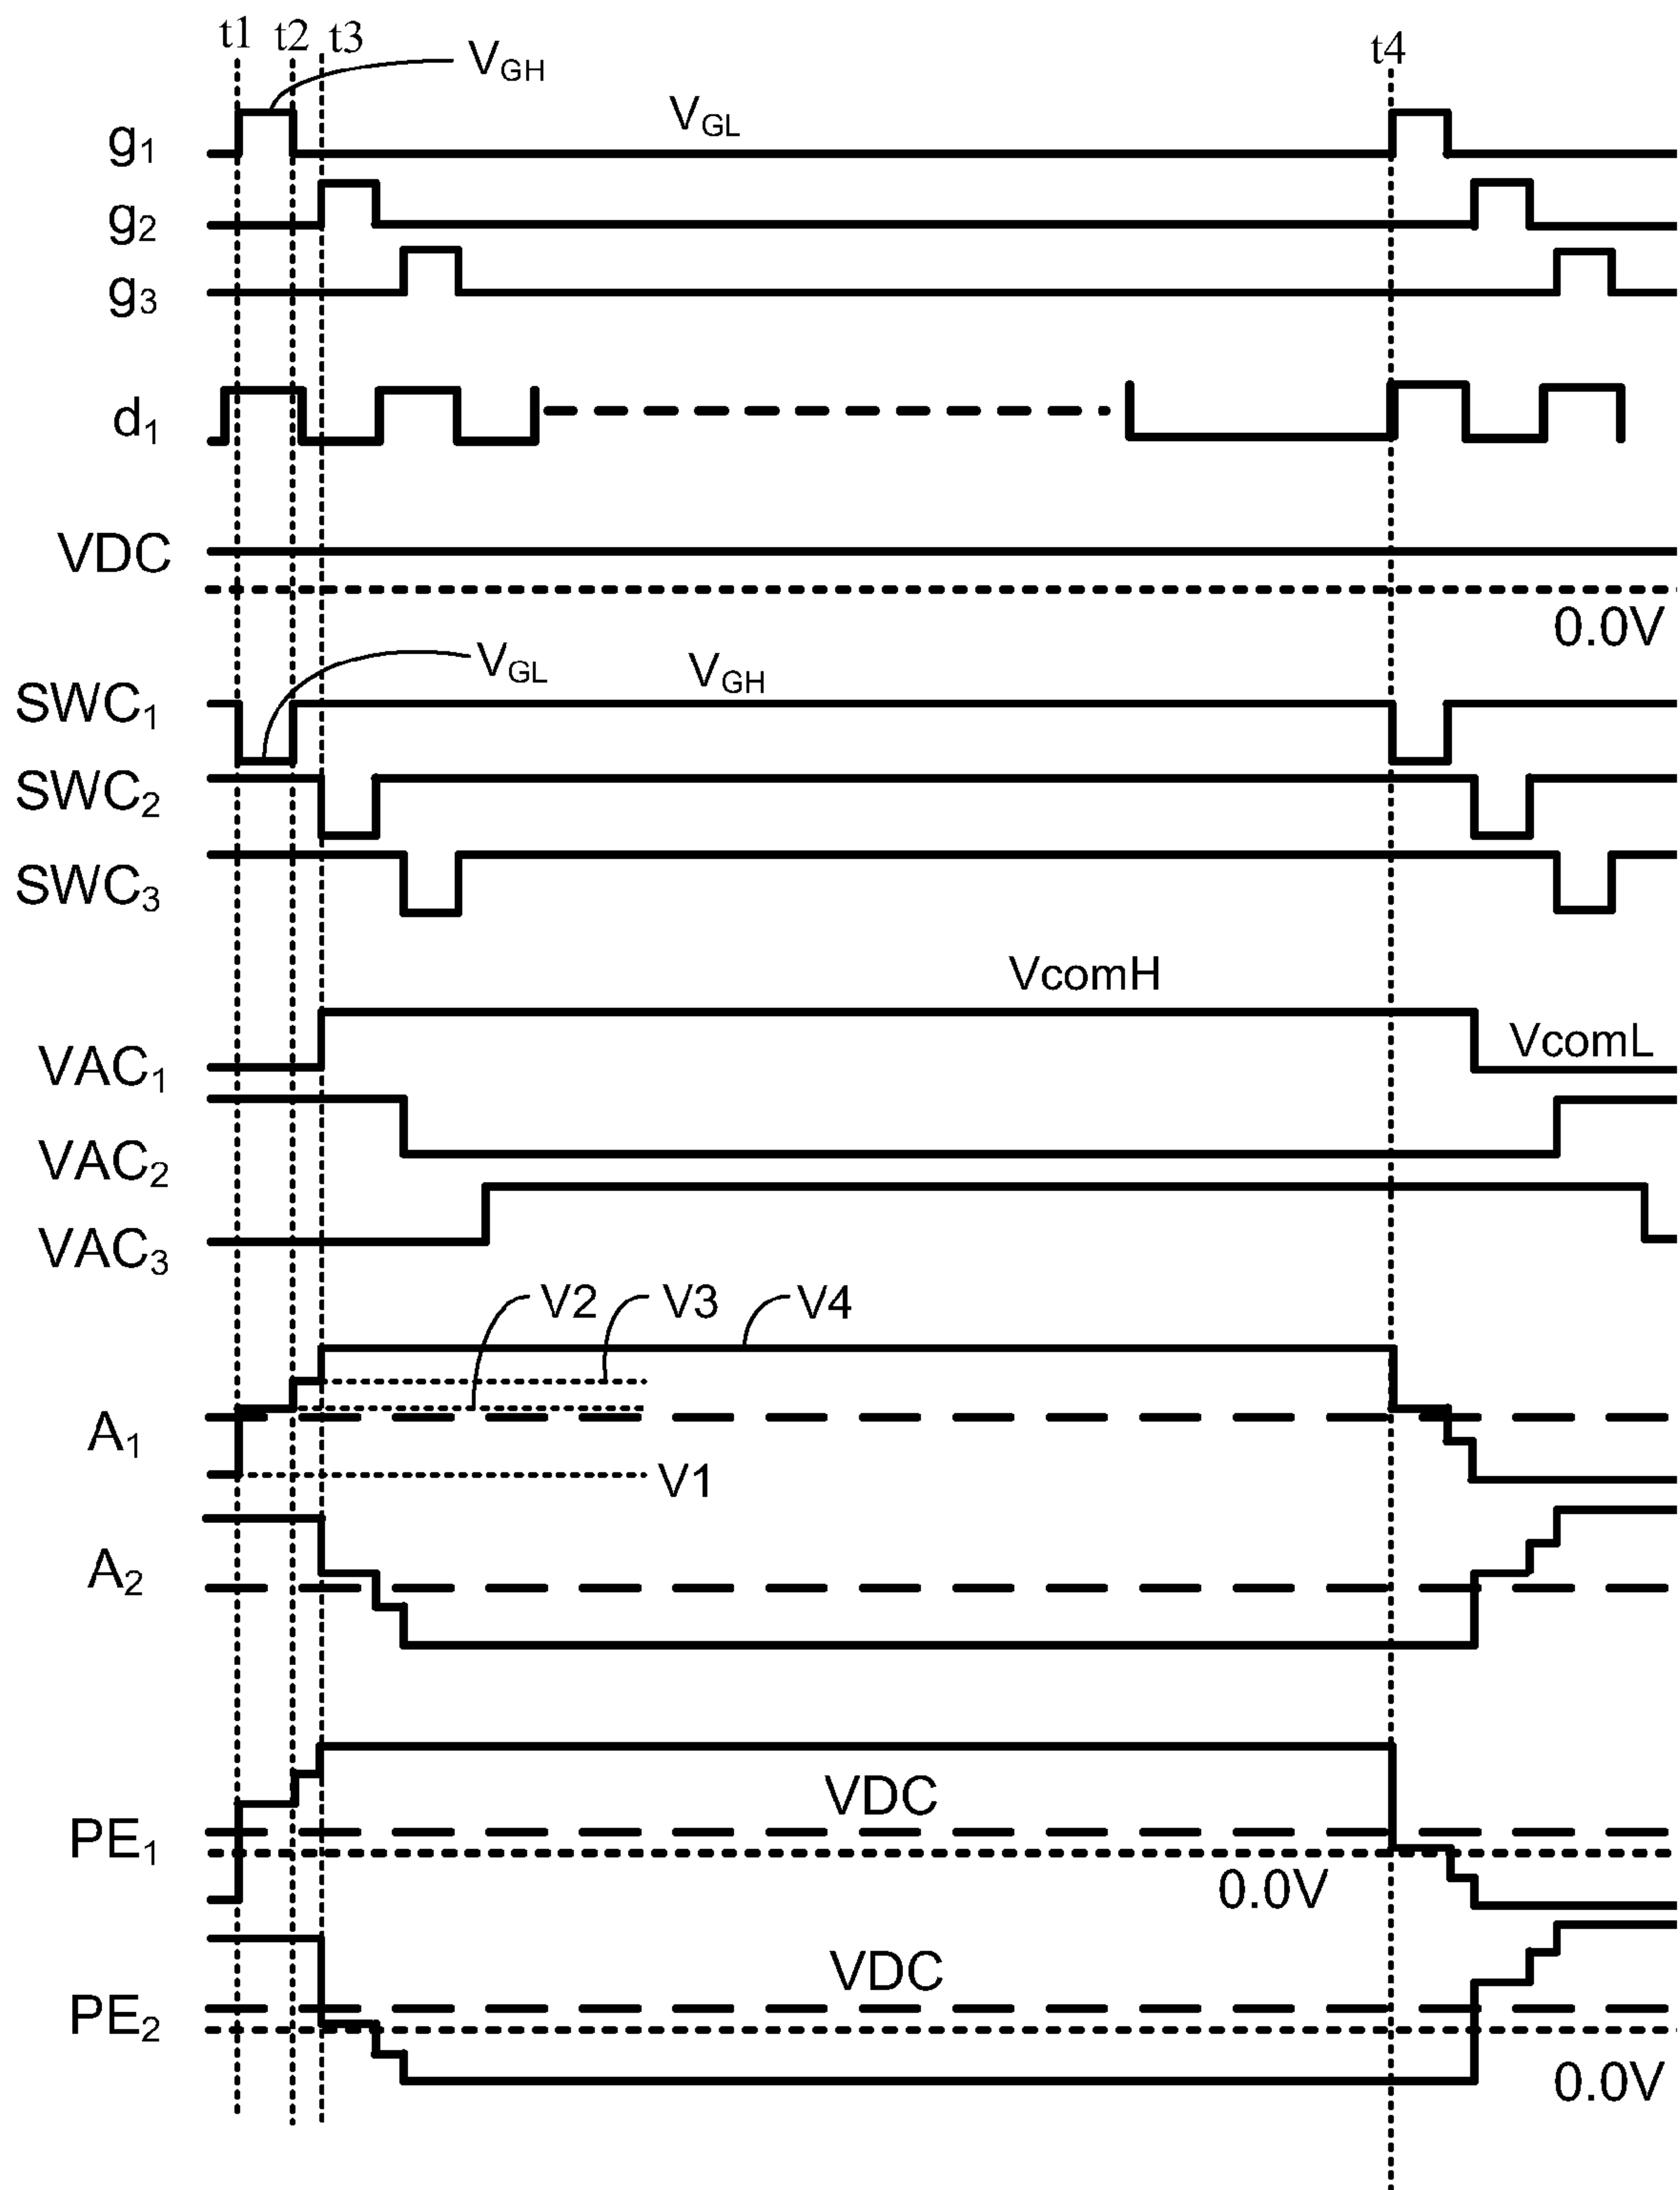 t1 t2 t3 t4
V_GH
g₁ V_GL
g₂
g₃
d₁
VDC
0.0V
V_GL V_GH
SWC₁
SWC₂
SWC₃
VcomH
VcomL
VAC₁
VAC₂
VAC₃
V2 V3 V4
A₁
V1
A₂
VDC
PE₁
0.0V
VDC
PE₂
0.0V